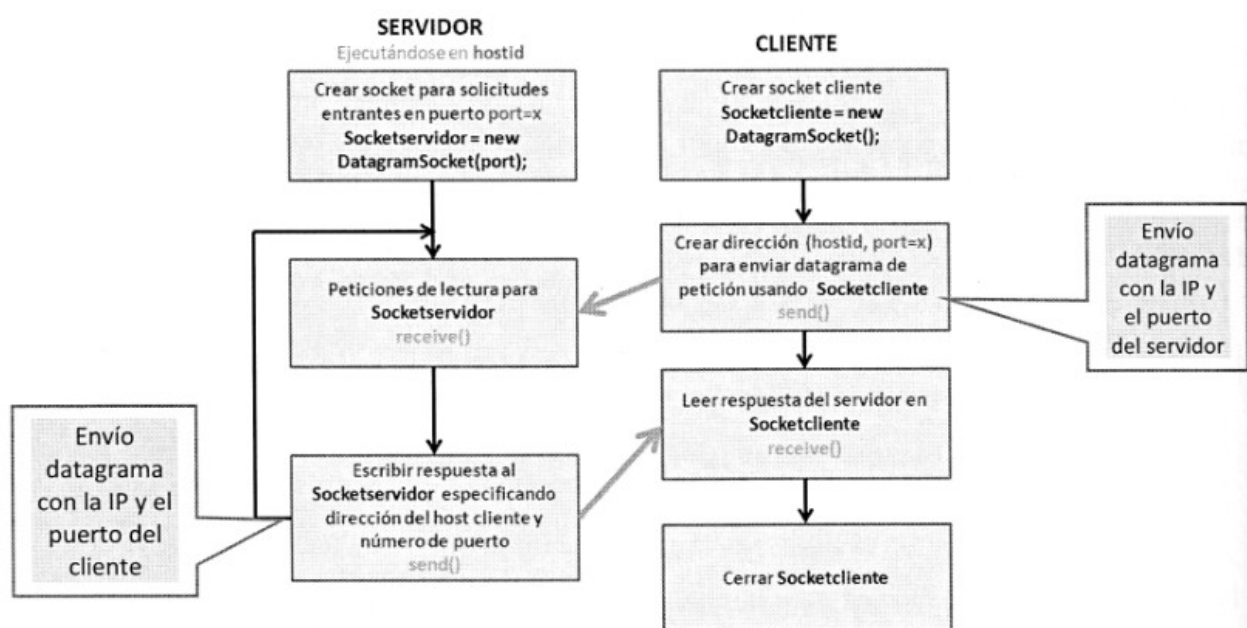 SERVIDOR
Ejecutándose en hostid
Crear socket para solicitudes
entrantes en puerto port=x
Socketservidor = new
DatagramSocket(port);
Peticiones de lectura para
Socketservidor
receive()
Escribir respuesta al
Socketservidor especificando
dirección del host cliente y
número de puerto
send()
Envío
datagrama
con la IP y el
puerto del
cliente
CLIENTE
Crear socket cliente
Socketcliente = new
DatagramSocket();
Crear dirección (hostid, port=x)
para enviar datagrama de
petición usando Socketcliente
send()
Leer respuesta del servidor en
Socketcliente
receive()
Cerrar Socketcliente
Envío
datagrama
con la IP y
el puerto
del servidor